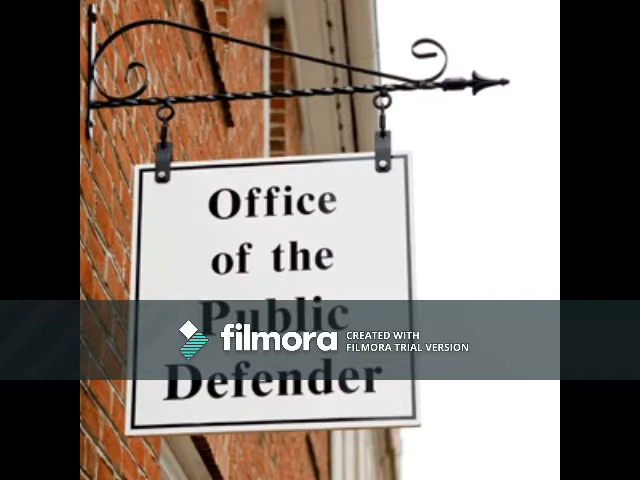 Office
of the
Public
Defender
filmora
CREATED WITH
FILMORA TRIAL VERSION